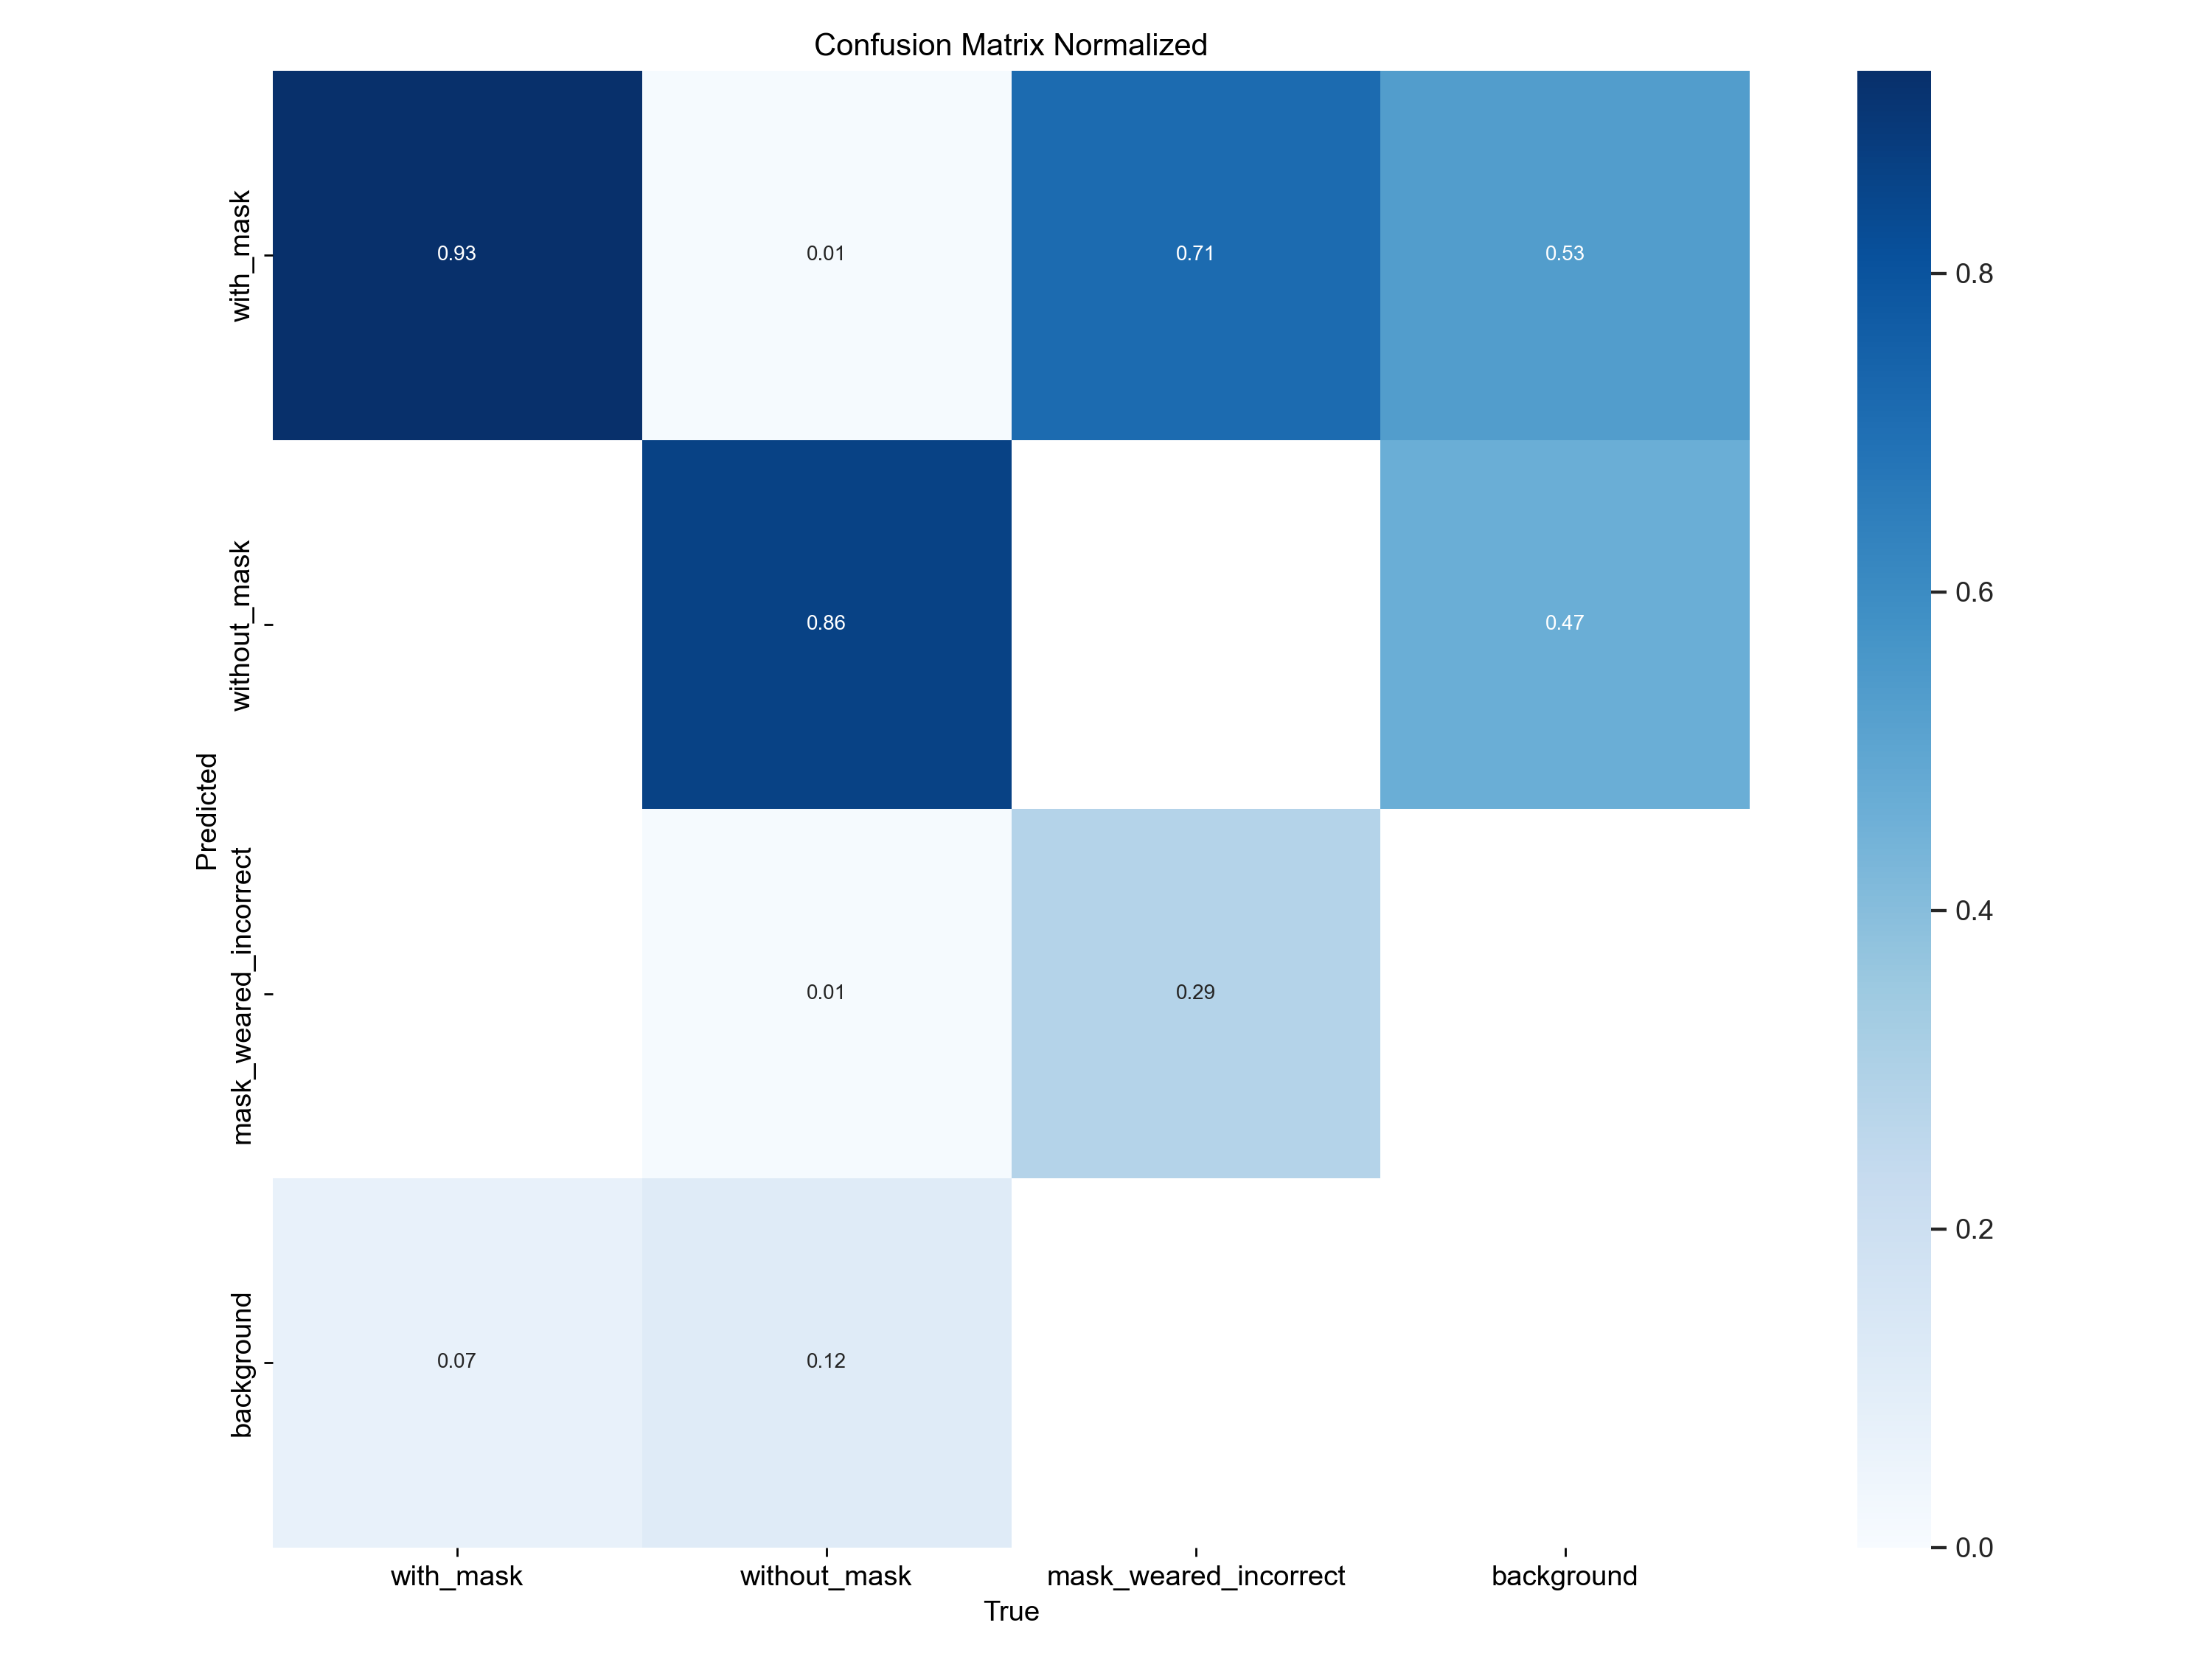 Confusion Matrix Normalized
with_mask
0.93
0.01
0.71
0.53
0.8
without_mask
0.86
0.47
0.6
Predicted
mask_weared_incorrect
0.01
0.29
0.4
background
0.07
0.12
0.2
0.0
with_mask
without_mask
mask_weared_incorrect
background
True